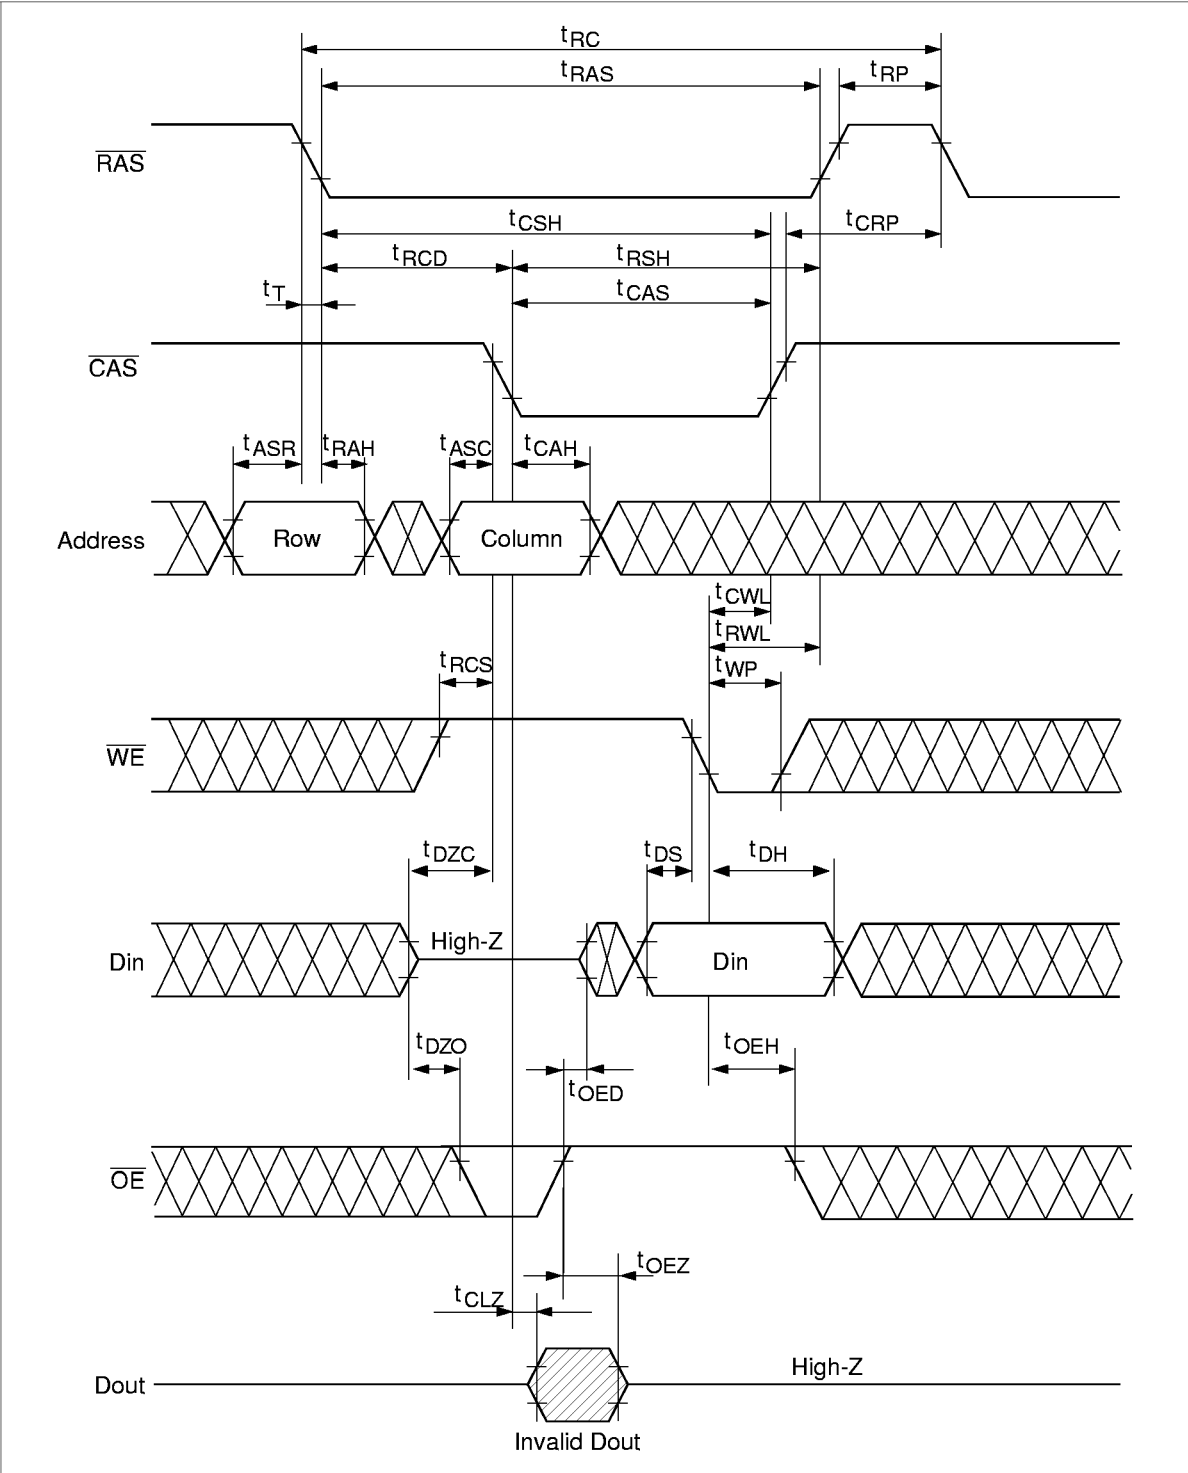 tRC
tRAS
tRP
RAS
tCSH
tCRP
tRCD
tRSH
tT
tCAS
CAS
tASR
tRAH
tASC
tCAH
Address
Row
Column
tCWL
tRWL
tRCS
tWP
WE
tDZC
tDS
tDH
High-Z
Din
Din
tDZO
tOEH
tOED
OE
tOEZ
tCLZ
High-Z
Dout
Invalid Dout